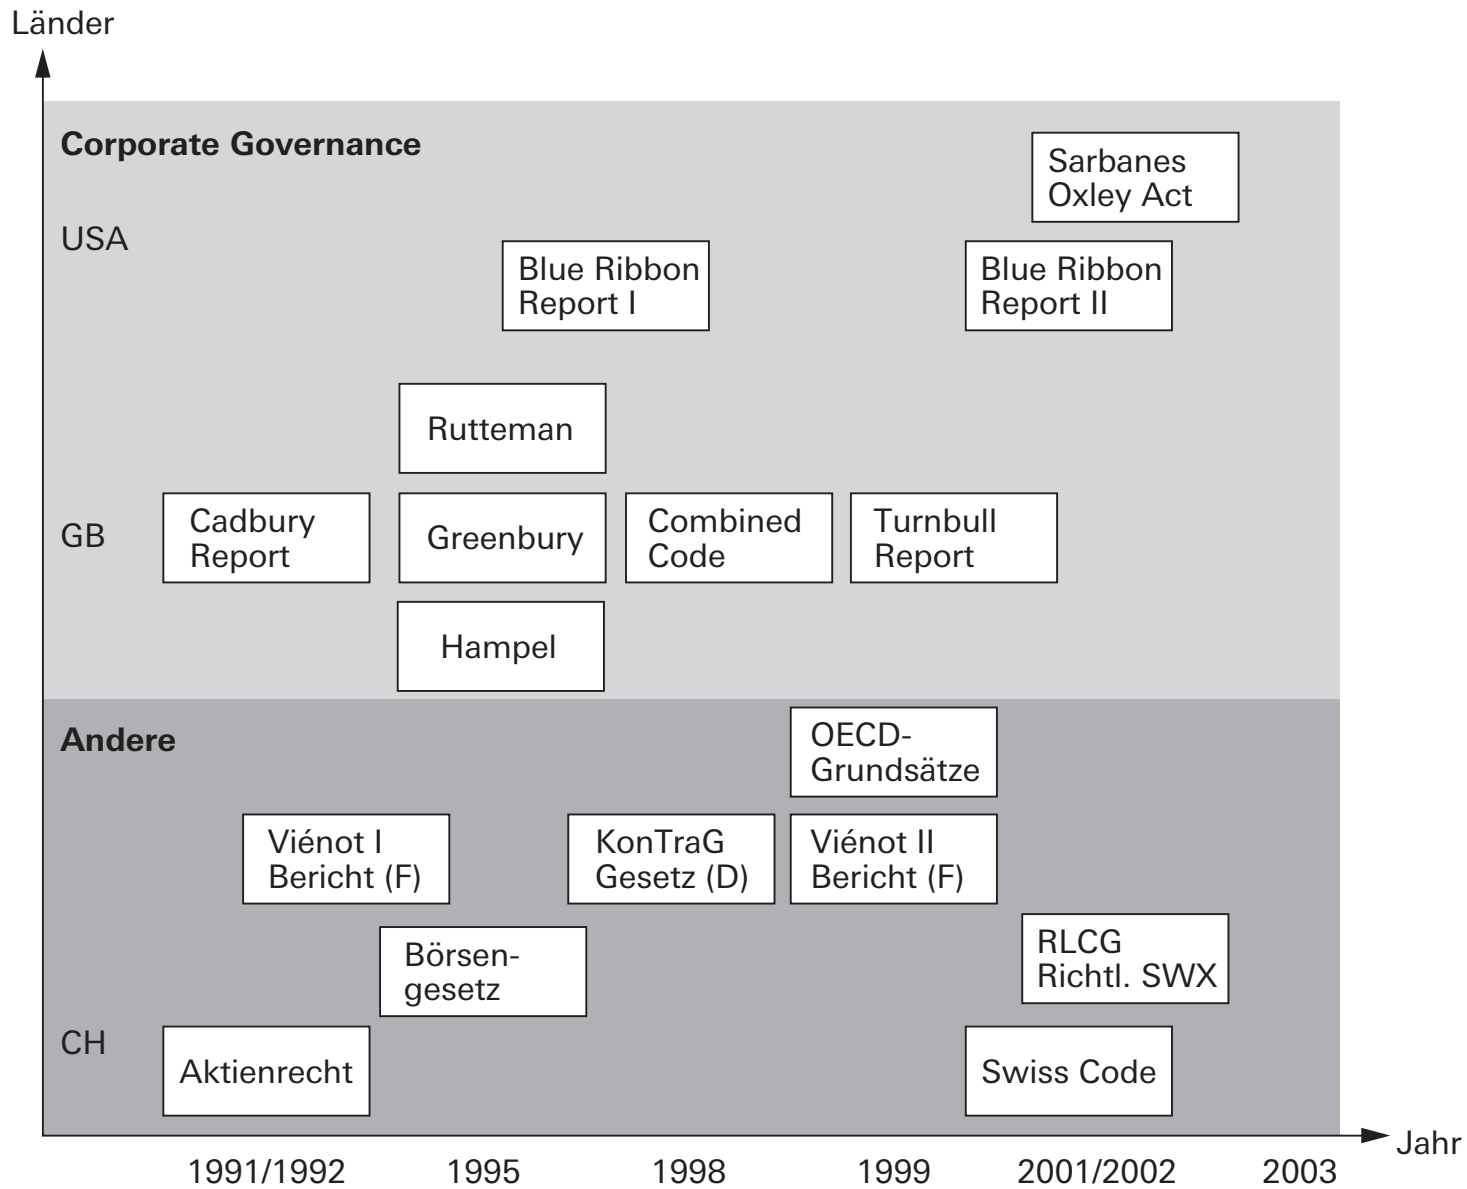 Länder
Corporate Governance
Sarbanes
Oxley Act
USA
Blue Ribbon
Report I
Blue Ribbon
Report II
Rutteman
GB
Cadbury
Report
Greenbury
Combined
Code
Turnbull
Report
Hampel
Andere
OECD-
Grundsätze
Viénot I
Bericht (F)
KonTraG
Gesetz (D)
Viénot II
Bericht (F)
Börsen-
gesetz
RLCG
Richtl. SWX
CH
Aktienrecht
Swiss Code
Jahr
1991/1992
1995
1998
1999
2001/2002
2003